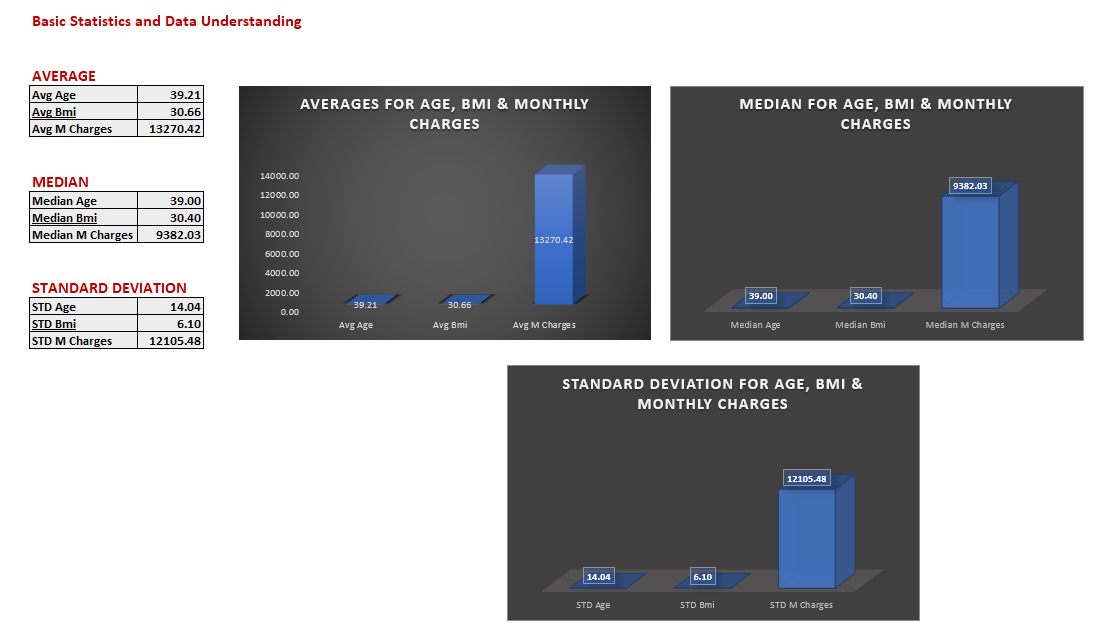 Basic Statistics and Data Understanding
AVERAGE
Avg Age 39.21
Avg Bmi 30.66
Avg M Charges 13270.42
MEDIAN
Median Age 39.00
Median Bmi 30.40
Median M Charges 9382.03
STANDARD DEVIATION
STD Age 14.04
STD Bmi 6.10
STD M Charges 12105.48
AVERAGES FOR AGE, BMI & MONTHLY
CHARGES
14000.00
12000.00
10000.00
8000.00
6000.00
4000.00
2000.00
0.00
13270.42
39.21 30.66
Avg Age Avg Bmi Avg M Charges
MEDIAN FOR AGE, BMI & MONTHLY
CHARGES
9382.03
39.00 30.40
Median Age Median Bmi Median M Charges
STANDARD DEVIATION FOR AGE, BMI &
MONTHLY CHARGES
12105.48
14.04 6.10
STD Age STD Bmi STD M Charges